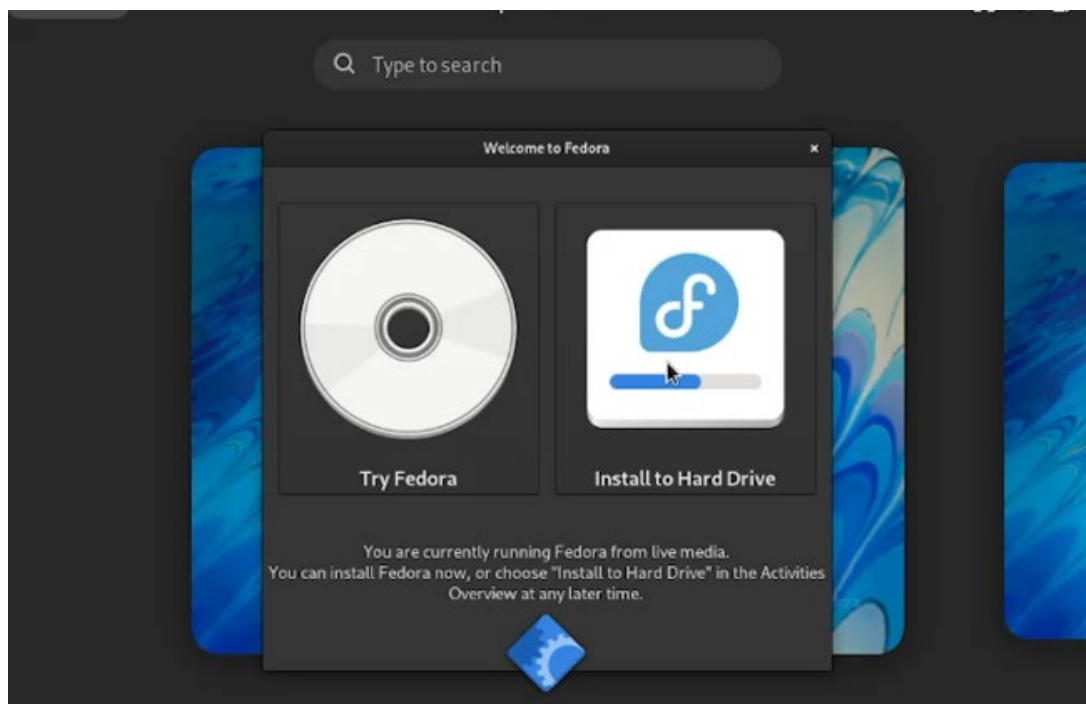 Type to search
Welcome to Fedora
Try Fedora
Install to Hard Drive
You are currently running Fedora from live media.
You can install Fedora now, or choose "Install to Hard Drive" in the Activities
Overview at any later time.